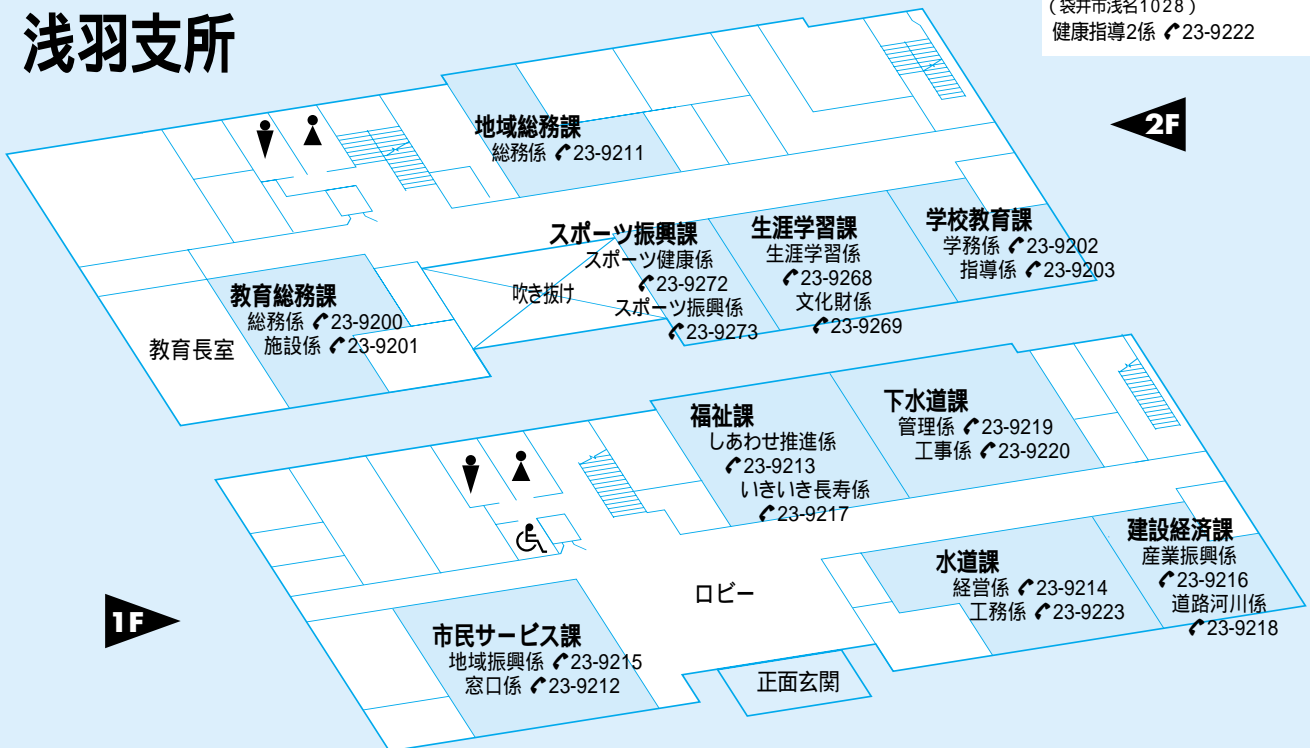 浅羽支所
(袋井市浅名1028)
健康指導2係 23-9222
2F
地域総務課
総務係 23-9211
スポーツ振興課
スポーツ健康係
23-9272
スポーツ振興係
23-9273
生涯学習課
生涯学習係
23-9268
文化財係
23-9269
学校教育課
学務係 23-9202
指導係 23-9203
吹き抜け
教育総務課
総務係 23-9200
施設係 23-9201
教育長室
1F
福祉課
しあわせ推進係
23-9213
いきいき長寿係
23-9217
下水道課
管理係 23-9219
工事係 23-9220
建設経済課
産業振興係
23-9216
道路河川係
23-9218
水道課
経営係 23-9214
工務係 23-9223
ロビー
市民サービス課
地域振興係 23-9215
窓口係 23-9212
正面玄関